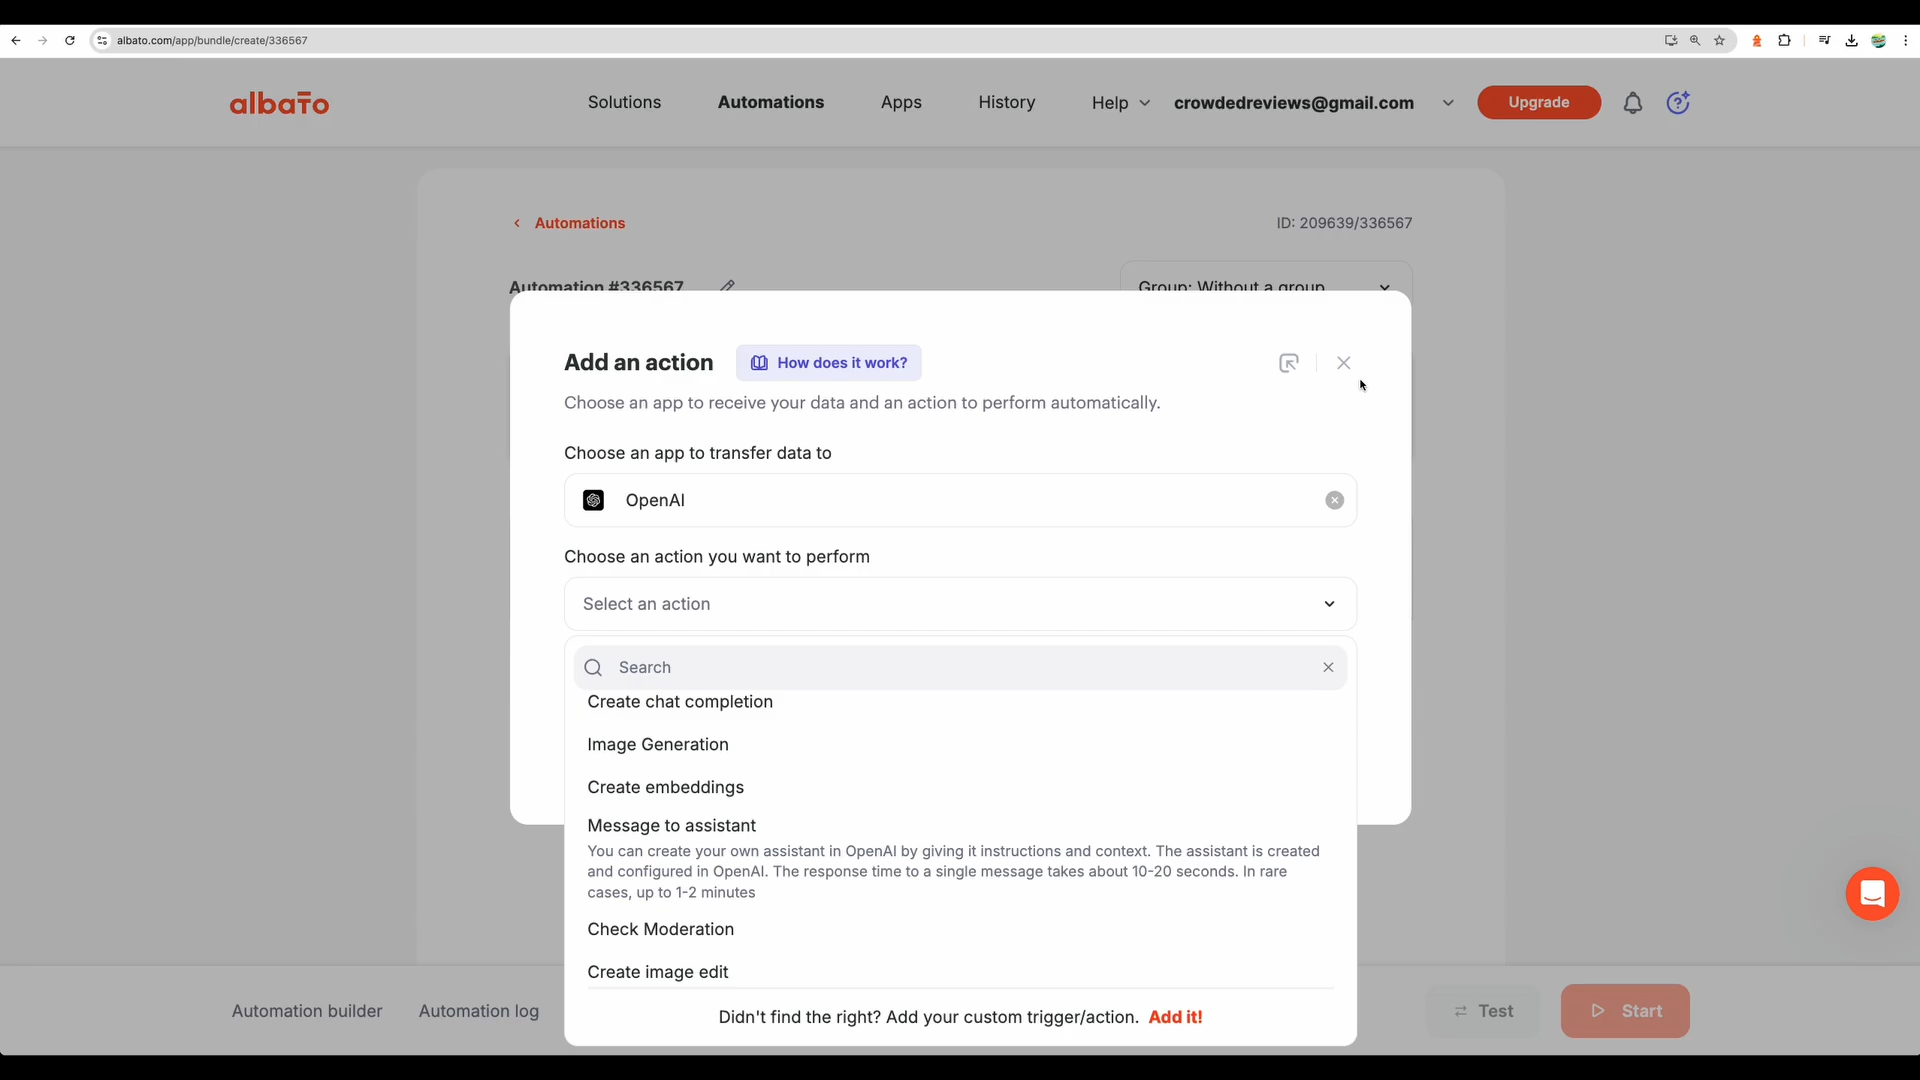 albato.com/app/bundle/create/336567
albato
Solutions
Automations
Apps
History
Help
crowdedreviews@gmail.com
Upgrade
Automations
ID: 209639/336567
Automation #336567
Group: Without a group
Add an action
How does it work?
Choose an app to receive your data and an action to perform automatically.
Choose an app to transfer data to
OpenAI
Choose an action you want to perform
Select an action
Search
Create chat completion
Image Generation
Create embeddings
Message to assistant
You can create your own assistant in OpenAI by giving it instructions and context. The assistant is created
and configured in OpenAI. The response time to a single message takes about 10-20 seconds. In rare
cases, up to 1-2 minutes
Check Moderation
Create image edit
Didn't find the right? Add your custom trigger/action. Add it!
Automation builder
Automation log
Test
Start